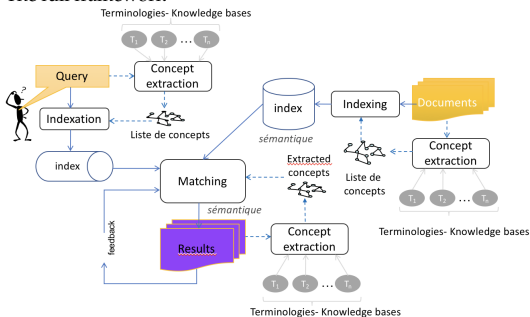 Terminologies- Knowledge bases
T1 T2 ... Tn
?
Query
Concept
extraction
Indexation
Liste de concepts
index
index
sémantique
Indexing
Documents
Concept
extraction
Liste de
concepts
T1 T2 ... Tn
Terminologies- Knowledge bases
Matching
sémantique
Extracted
concepts
feedback
Results
Concept
extraction
T1 T2 ... Tn
Terminologies- Knowledge bases